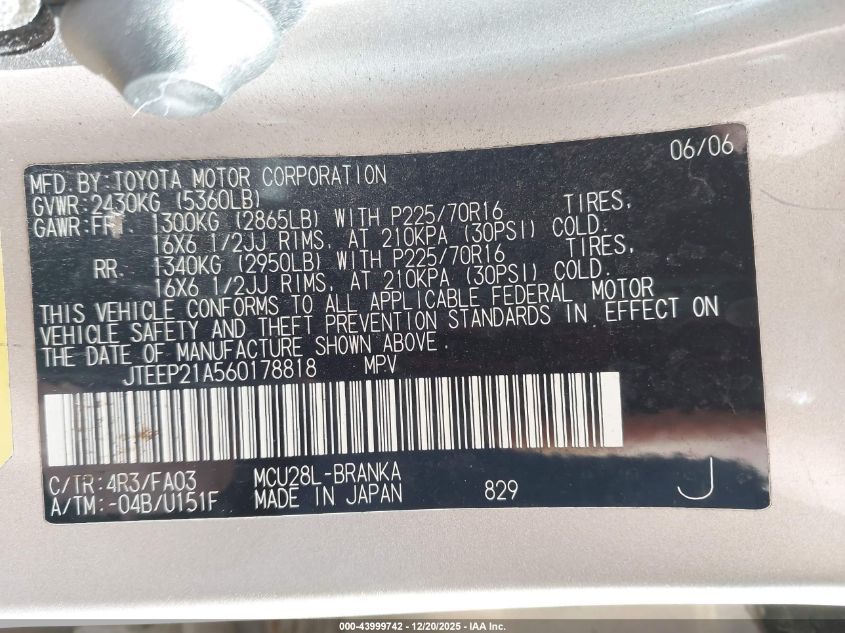 06/06
MFD. BY: TOYOTA MOTOR CORPORATION
GVWR: 2430KG (5360LB)
GAWR: FRT. 1300KG (2865LB) WITH P225/70R16 TIRES,
16X6 1/2JJ RIMS, AT 210KPA (30PSI) COLD.
RR. 1340KG (2950LB) WITH P225/70R16 TIRES,
16X6 1/2JJ RIMS, AT 210KPA (30PSI) COLD.
THIS VEHICLE CONFORMS TO ALL APPLICABLE FEDERAL MOTOR
VEHICLE SAFETY AND THEFT PREVENTION STANDARDS IN EFFECT ON
THE DATE OF MANUFACTURE SHOWN ABOVE.
JTEEP21A560178818 MPV
C/TR: 4R3/FA03 MCU28L-BRANKA
A/TM: -04B/U151F MADE IN JAPAN 829 J
000-43999742 - 12/20/2025 - IAA Inc.